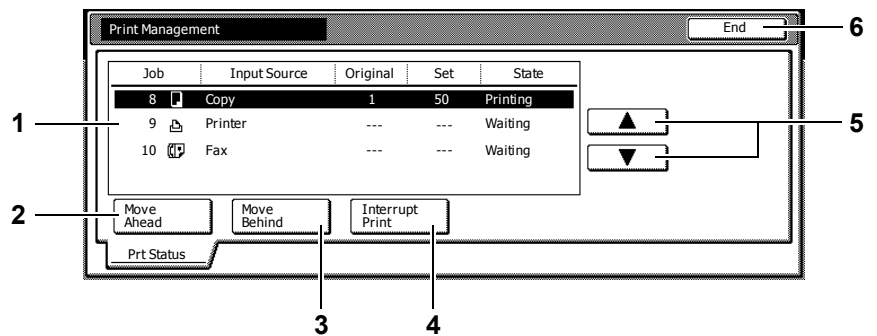 Print Management End 6
Job Input Source Original Set State
8 Copy 1 50 Printing
1 9 Printer --- --- Waiting 5
10 Fax --- --- Waiting
2 Move Ahead Move Behind Interrupt Print
Prt Status
3 4